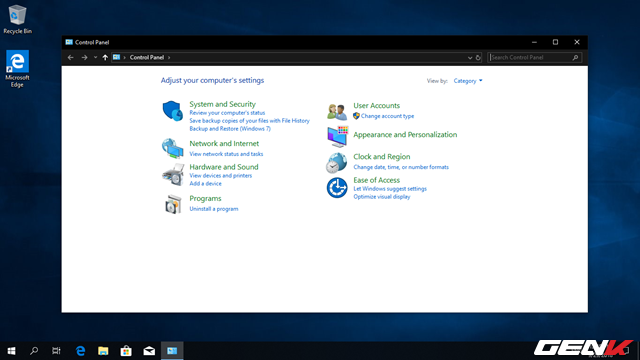 Recycle Bin
Microsoft
Edge
Control Panel
Control Panel
Search Control Panel
Adjust your computer's settings
View by: Category
System and Security
Review your computer's status
Save backup copies of your files with File History
Backup and Restore (Windows 7)
Network and Internet
View network status and tasks
Hardware and Sound
View devices and printers
Add a device
Programs
Uninstall a program
User Accounts
Change account type
Appearance and Personalization
Clock and Region
Change date, time, or number formats
Ease of Access
Let Windows suggest settings
Optimize visual display
GENK